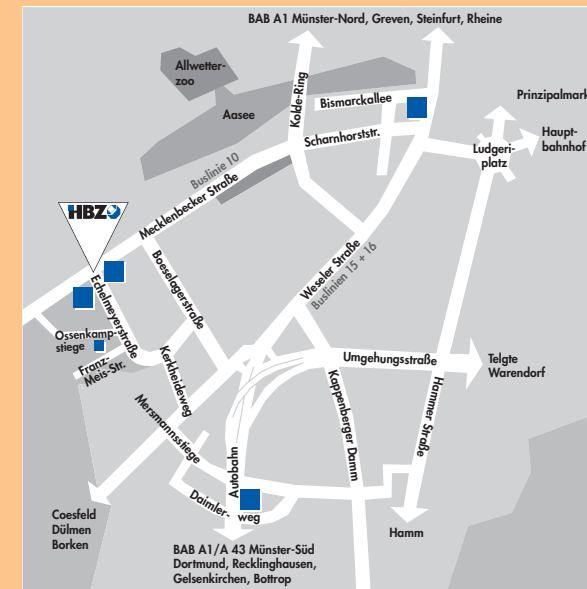 BAB A1 Münster-Nord, Greven, Steinfurt, Rheine
Allwetter-
zoo
Aasee
Kolde-Ring
Bismarckallee
Prinzipalmark
Scharnhorststr.
Haupt-
bahnhof
Ludgeri-
platz
Buslinie 10
Mecklenbecker Straße
HBZ
Boeselagerstraße
Weseler Straße
Buslinien 15 + 16
Echelmeyerstraße
Ossenkamp-
stiege
Franz-
Meis-Str.
Kerkheideweg
Umgehungsstraße
Telgte
Warendorf
Mersmannsstiege
Kappenberger Damm
Hammer Straße
Autobahn
Daimler-
weg
Coesfeld
Dülmen
Borken
Hamm
BAB A1/A 43 Münster-Süd
Dortmund, Recklinghausen,
Gelsenkirchen, Bottrop